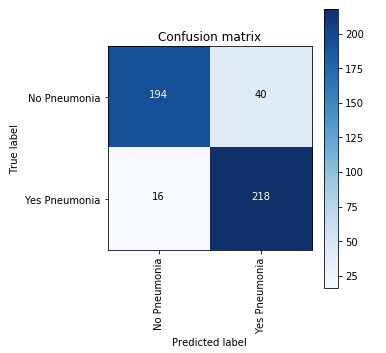 Confusion matrix
True label
No Pneumonia
194
40
Yes Pneumonia
16
218
No Pneumonia
Yes Pneumonia
Predicted label
200
175
150
125
100
75
50
25